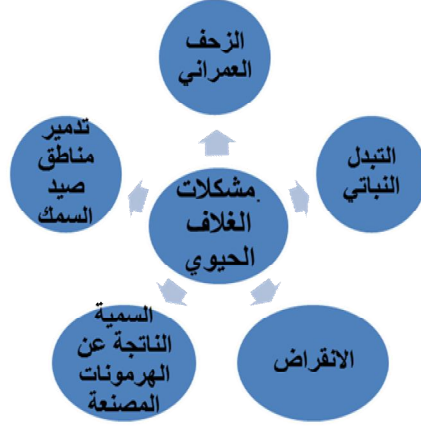 الزحف
العمراني
التبدل
النباتي
تدمير
مناطق
صيد
السمك
مشكلات
الغلاف
الحيوي
السمية
الناتجة عن
الهرمونات
المصنعة
الانقراض